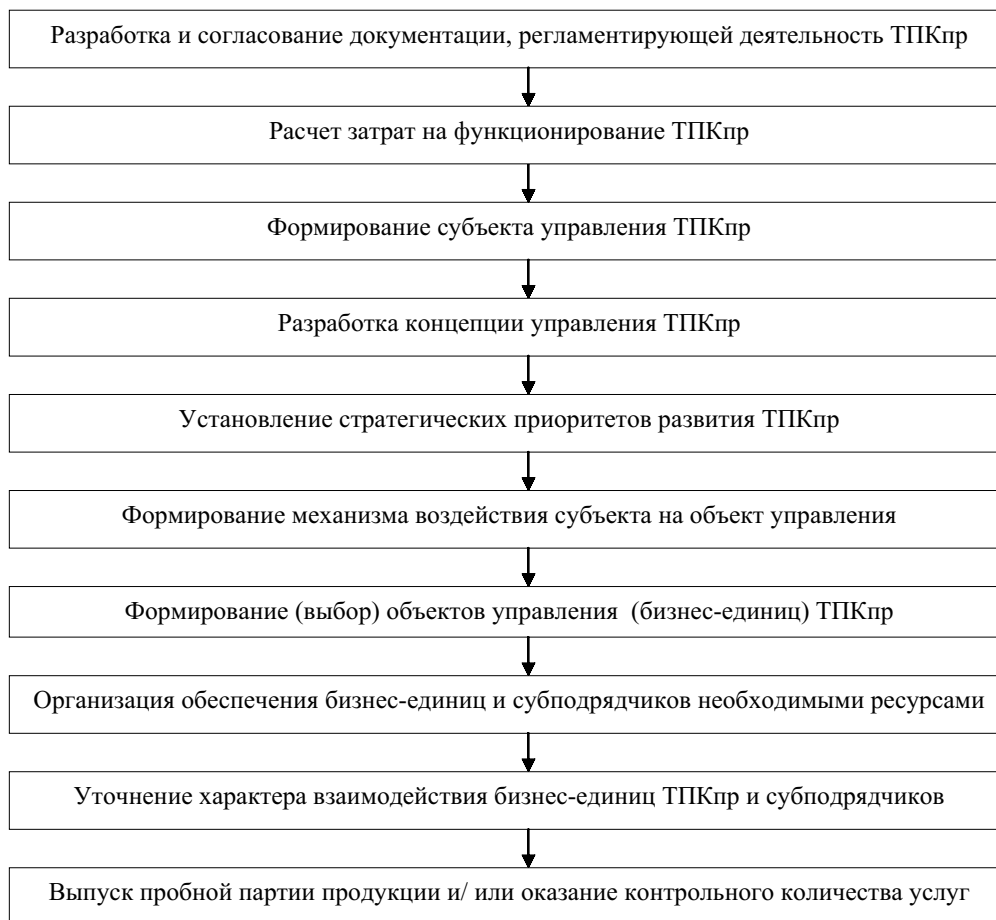 Разработка и согласование документации, регламентирующей деятельность ТПКпр
Расчет затрат на функционирование ТПКпр
Формирование субъекта управления ТПКпр
Разработка концепции управления ТПКпр
Установление стратегических приоритетов развития ТПКпр
Формирование механизма воздействия субъекта на объект управления
Формирование (выбор) объектов управления (бизнес-единиц) ТПКпр
Организация обеспечения бизнес-единиц и субподрядчиков необходимыми ресурсами
Уточнение характера взаимодействия бизнес-единиц ТПКпр и субподрядчиков
Выпуск пробной партии продукции и/ или оказание контрольного количества услуг